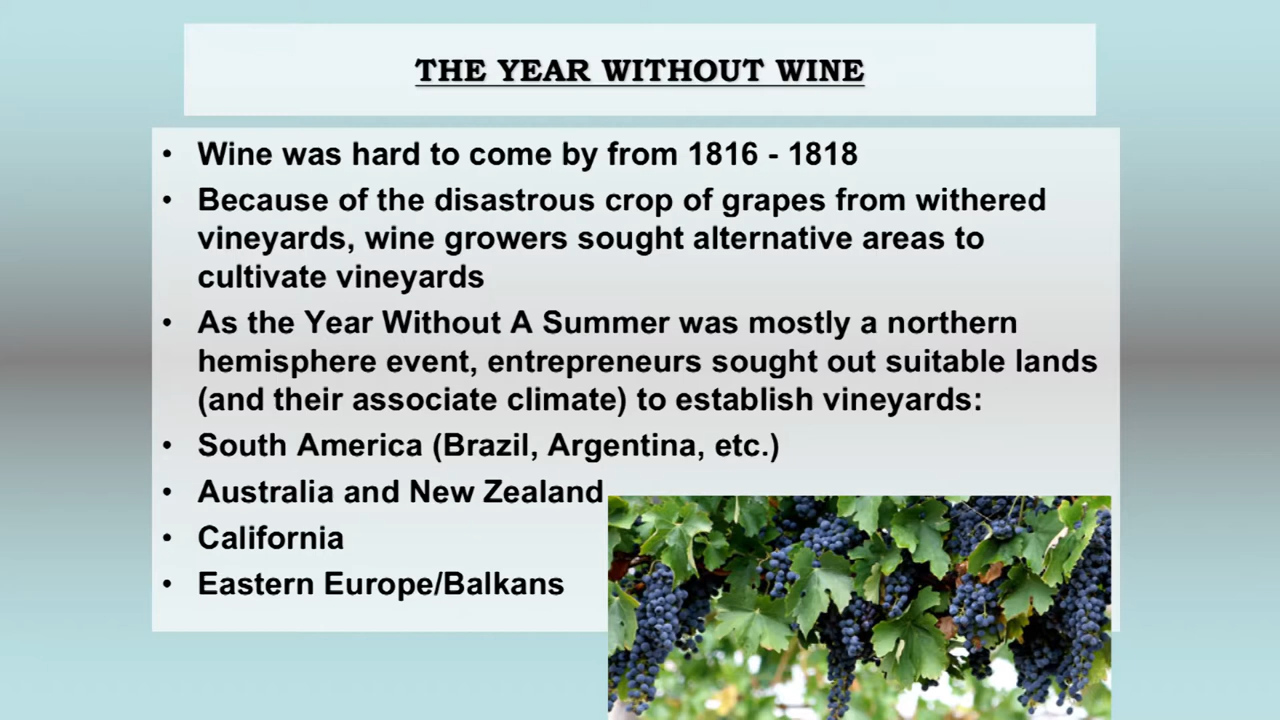 THE YEAR WITHOUT WINE
• Wine was hard to come by from 1816 - 1818
• Because of the disastrous crop of grapes from withered
vineyards, wine growers sought alternative areas to
cultivate vineyards
• As the Year Without A Summer was mostly a northern
hemisphere event, entrepreneurs sought out suitable lands
(and their associate climate) to establish vineyards:
• South America (Brazil, Argentina, etc.)
• Australia and New Zealand
• California
• Eastern Europe/Balkans